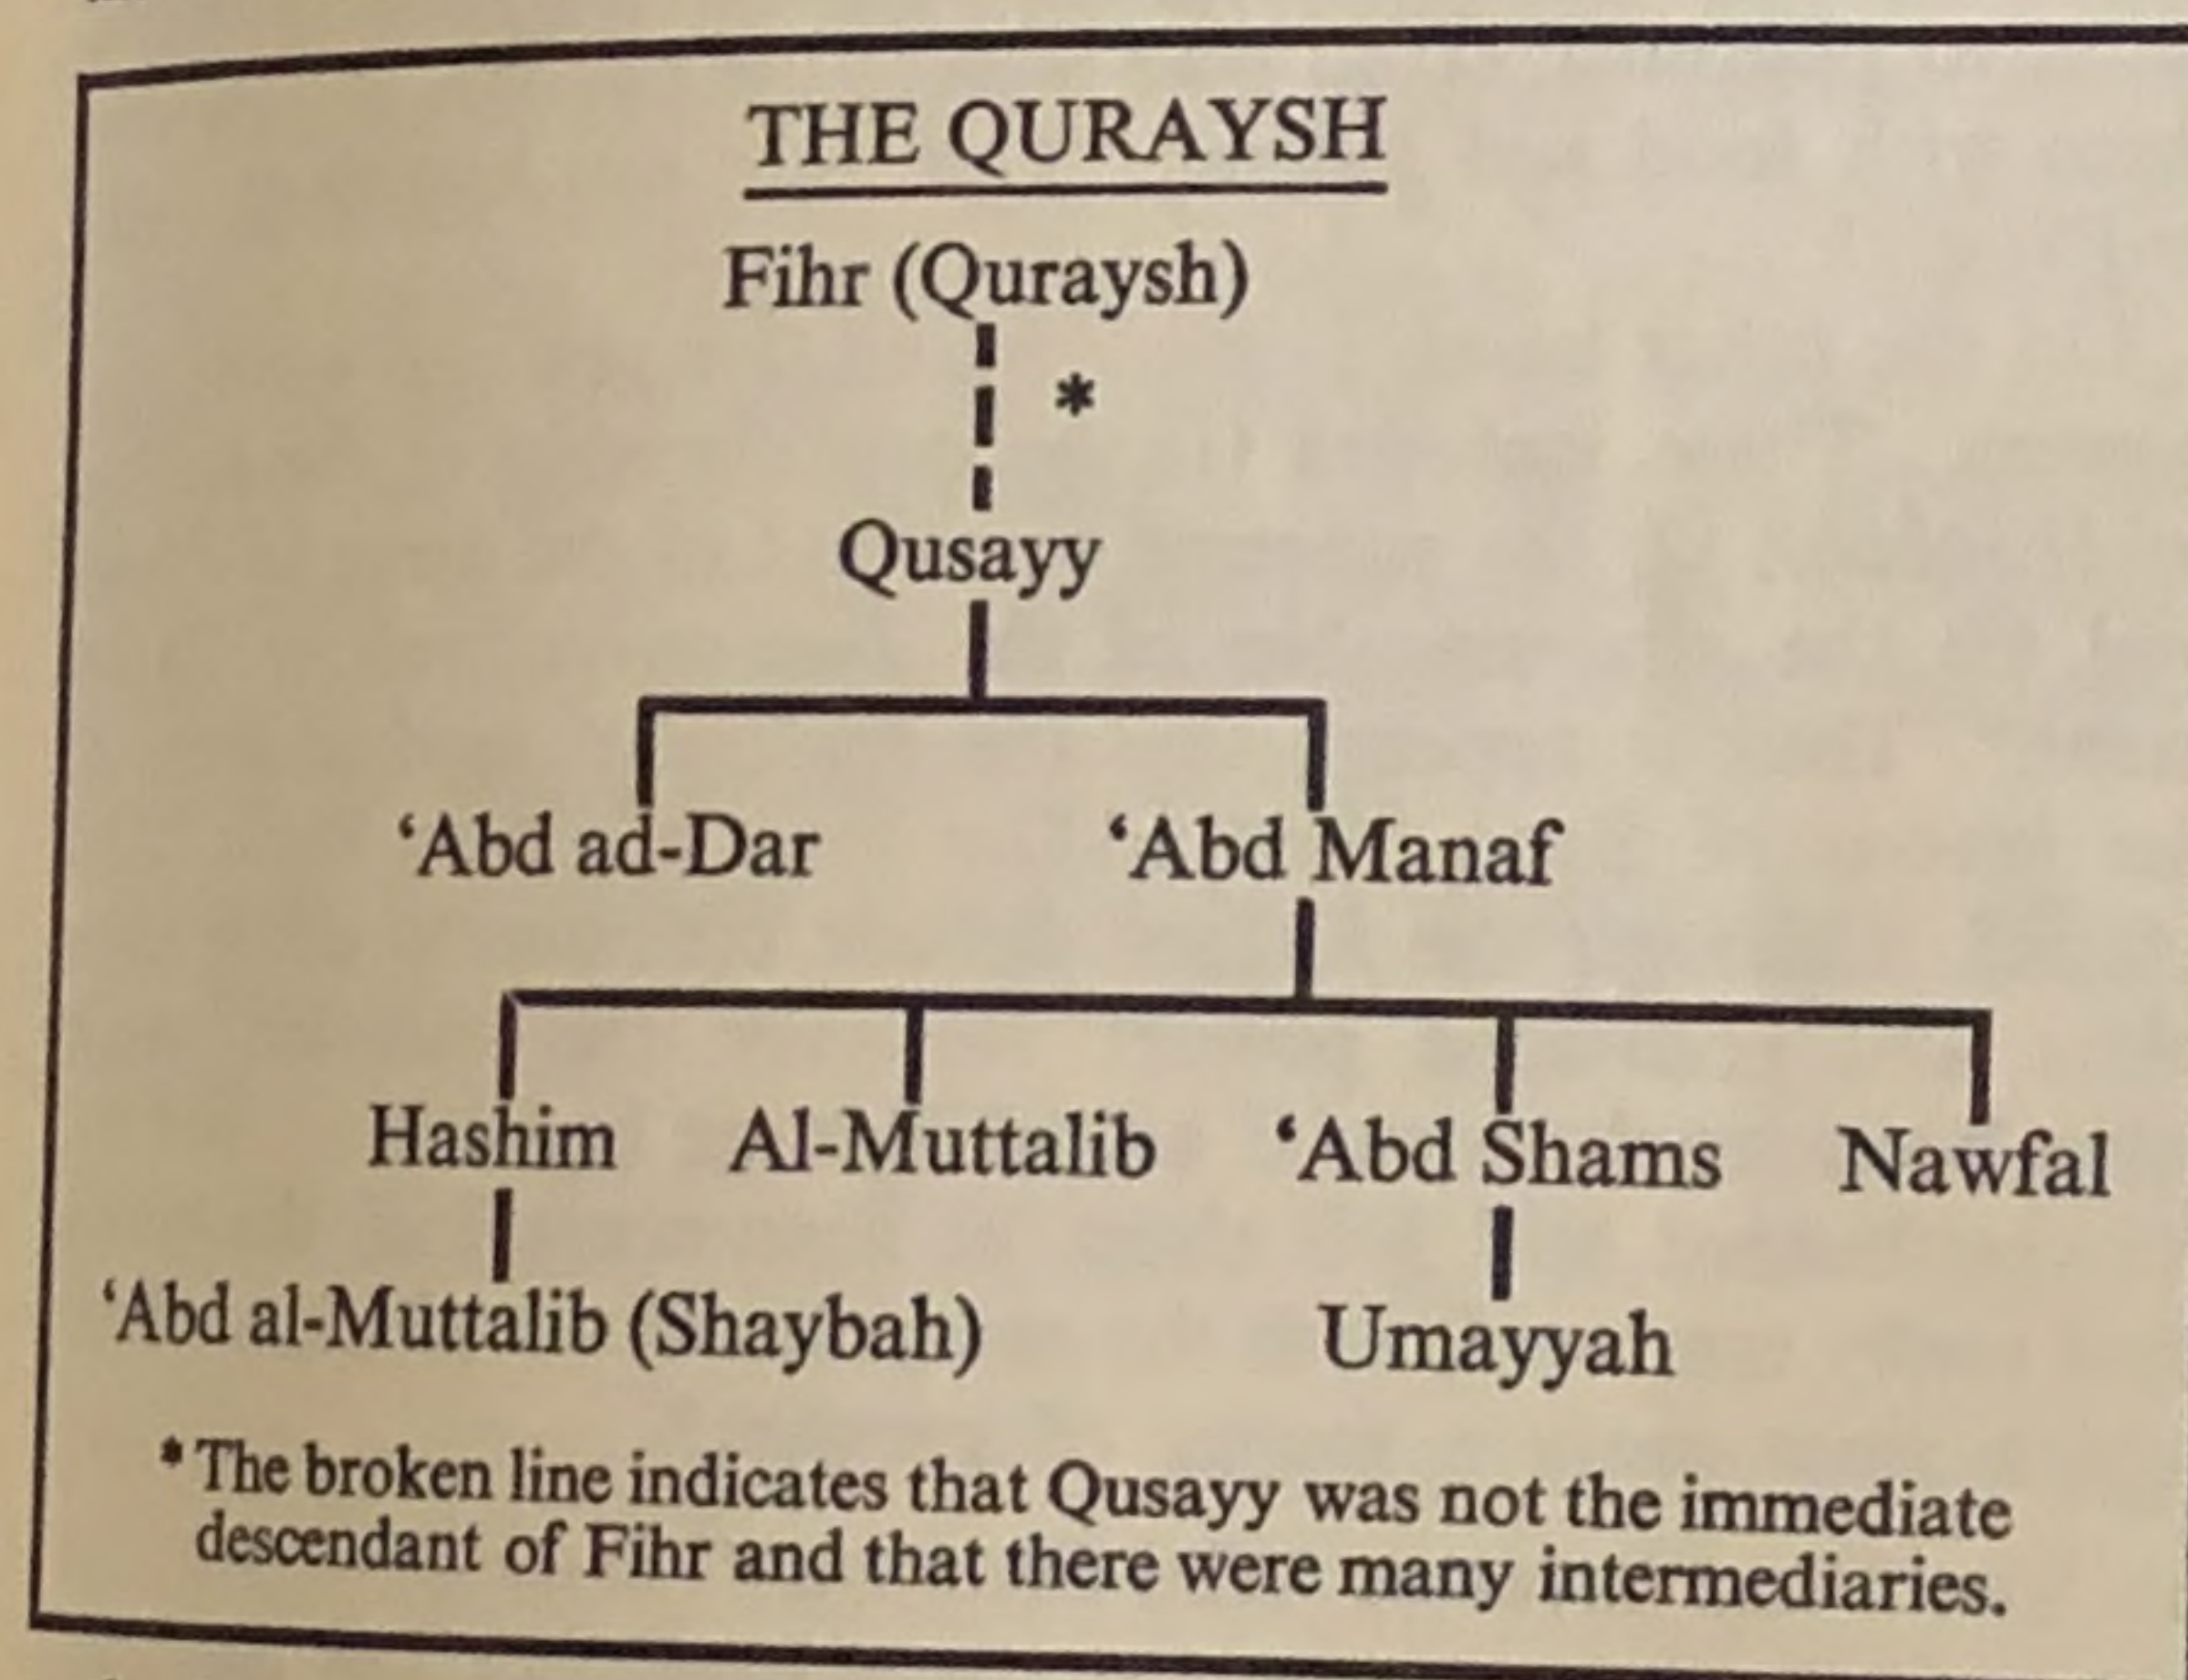 THE QURAYSH
Fihr (Quraysh)
*
Qusayy
‘Abd ad-Dar ‘Abd Manaf
Hashim Al-Muttalib ‘Abd Shams Nawfal
‘Abd al-Muttalib (Shaybah) Umayyah
* The broken line indicates that Qusayy was not the immediate
descendant of Fihr and that there were many intermediaries.